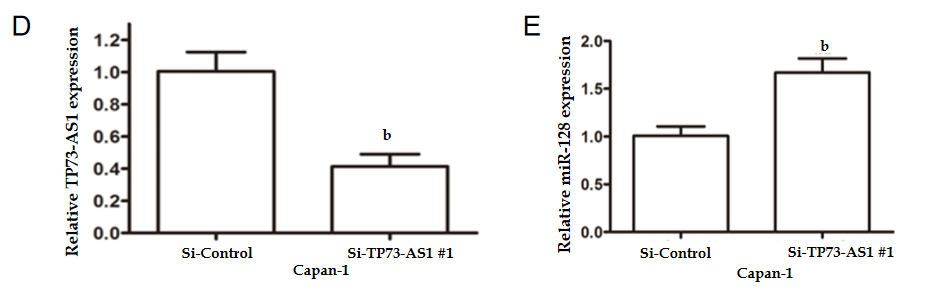 D
Relative TP73-AS1 expression
1.2
1.0
0.8
0.6
0.4
0.2
0.0
b
Si-Control
Si-TP73-AS1 #1
Capan-1
E
Relative miR-128 expression
2.0
1.5
1.0
0.5
0.0
b
Si-Control
Si-TP73-AS1 #1
Capan-1